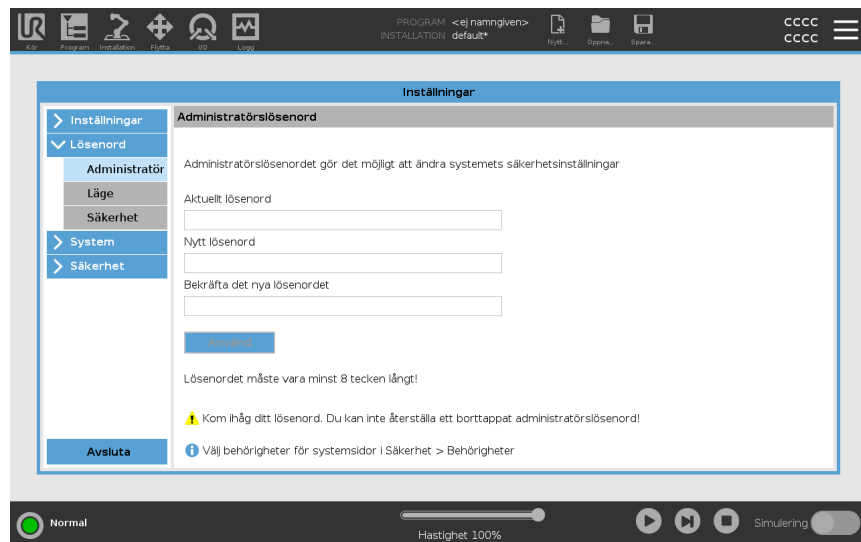 UR
PROGRAM <ej namngiven>
INSTALLATION default*
CCCC
CCCC
Kör Program Installation Flytta I/O Logg Nytt... Öppna... Spara...
Inställningar
Inställningar
Lösenord
Administratör
Läge
Säkerhet
System
Säkerhet
Avsluta
Administratörslösenord
Administratörslösenordet gör det möjligt att ändra systemets säkerhetsinställningar
Aktuellt lösenord
Nytt lösenord
Bekräfta det nya lösenordet
Använd
Lösenordet måste vara minst 8 tecken långt!
Kom ihåg ditt lösenord. Du kan inte återställa ett borttappat administratörslösenord!
Välj behörigheter för systemsidor i Säkerhet > Behörigheter
Normal
Hastighet 100%
Simulering